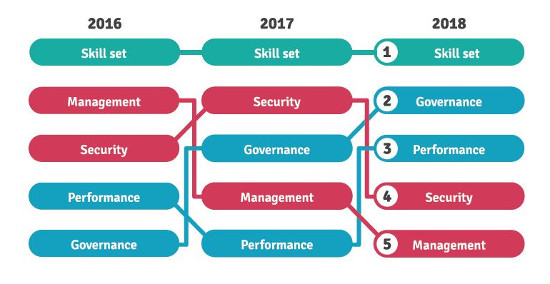 2016 2017 2018
Skill set Skill set 1 Skill set
Management Security 2 Governance
Security Governance 3 Performance
Performance Management 4 Security
Governance Performance 5 Management